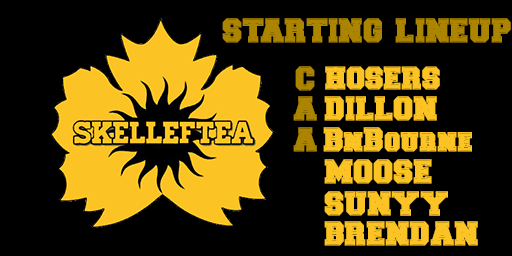 STARTING LINEUP
SKELLEFTEA
C HOSERS
A DILLON
A BNBOURNE
MOOSE
SUNYY
BRENDAN